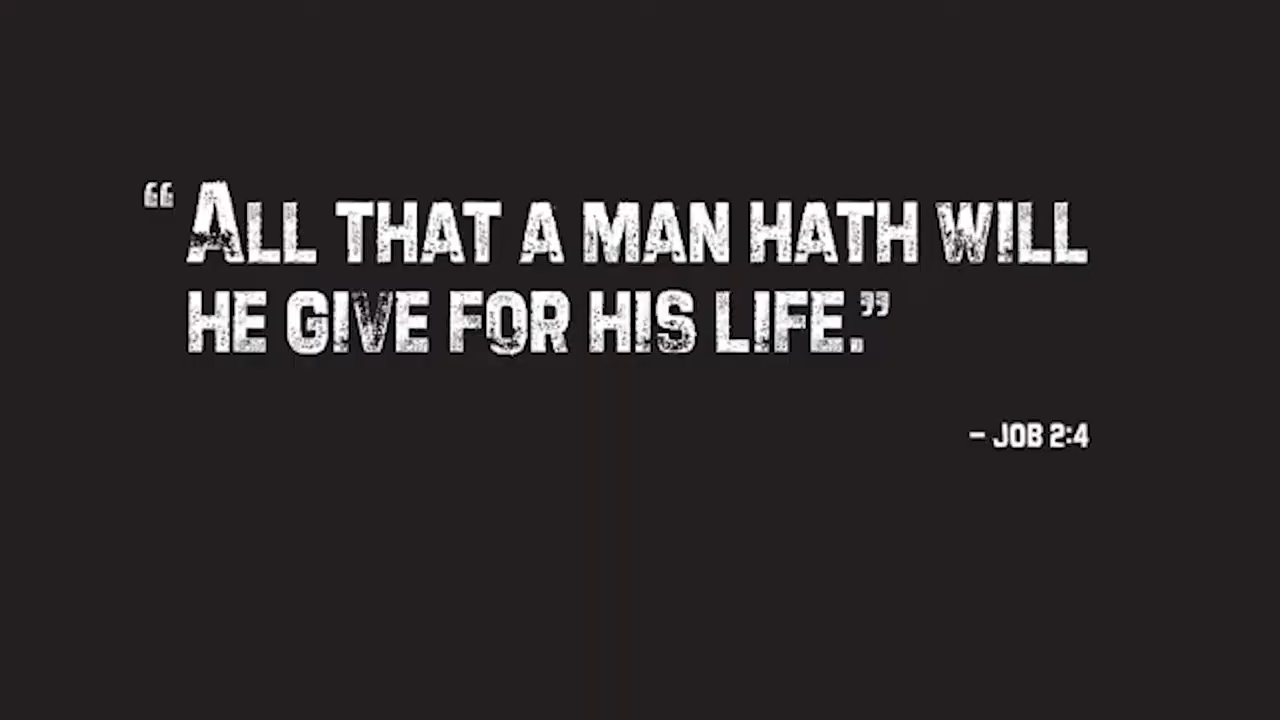 “ALL THAT A MAN HATH WILL
HE GIVE FOR HIS LIFE.”
– JOB 2:4